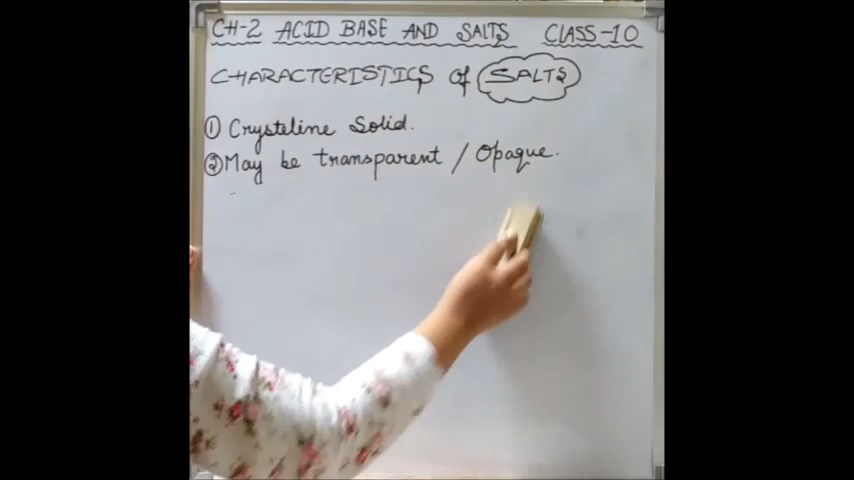 CH-2 ACID BASE AND SALTS CLASS-10
CHARACTERISTICS of SALTS
① Crysteline Solid.
② May be transparent / Opaque.